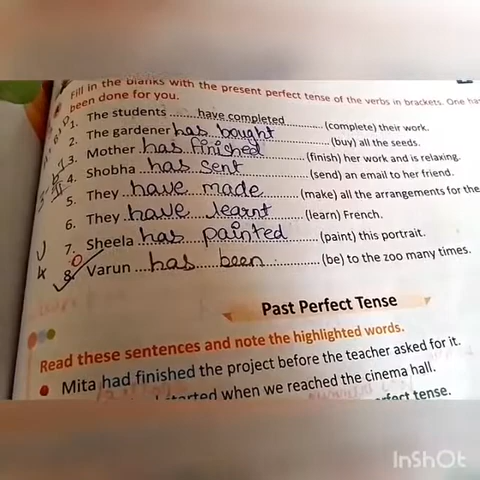 Fill in the blanks with the present perfect tense of the verbs in brackets. One has
been done for you.
1. The students ...... have completed ...... (complete) their work.
2. The gardener has bought ...... (buy) all the seeds.
3. Mother has finished ...... (finish) her work and is relaxing.
4. Shobha has sent ...... (send) an email to her friend.
5. They have made ...... (make) all the arrangements for the
6. They have learnt ...... (learn) French.
7. Sheela has painted ...... (paint) this portrait.
8. Varun ... has been ...... (be) to the zoo many times.
Past Perfect Tense
Read these sentences and note the highlighted words.
Mita had finished the project before the teacher asked for it.
started when we reached the cinema hall.
perfect tense.
InShOt